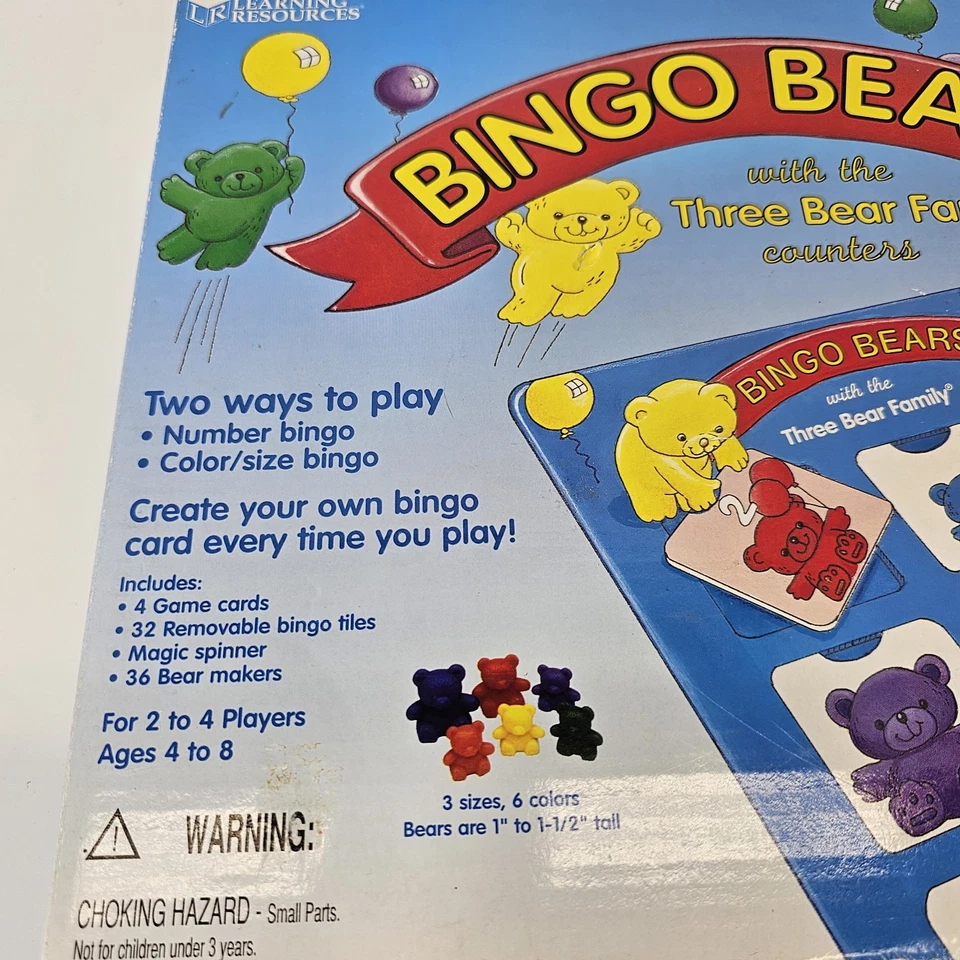 LEARNING
LR RESOURCES®
BINGO BEA
with the
Three Bear Fa
counters
BINGO BEARS
with the
Three Bear Family®
2
Two ways to play
• Number bingo
• Color/size bingo
Create your own bingo
card every time you play!
Includes:
• 4 Game cards
• 32 Removable bingo tiles
• Magic spinner
• 36 Bear makers
For 2 to 4 Players
Ages 4 to 8
3 sizes, 6 colors
Bears are 1" to 1-1/2" tall
WARNING:
CHOKING HAZARD - Small Parts.
Not for children under 3 years.